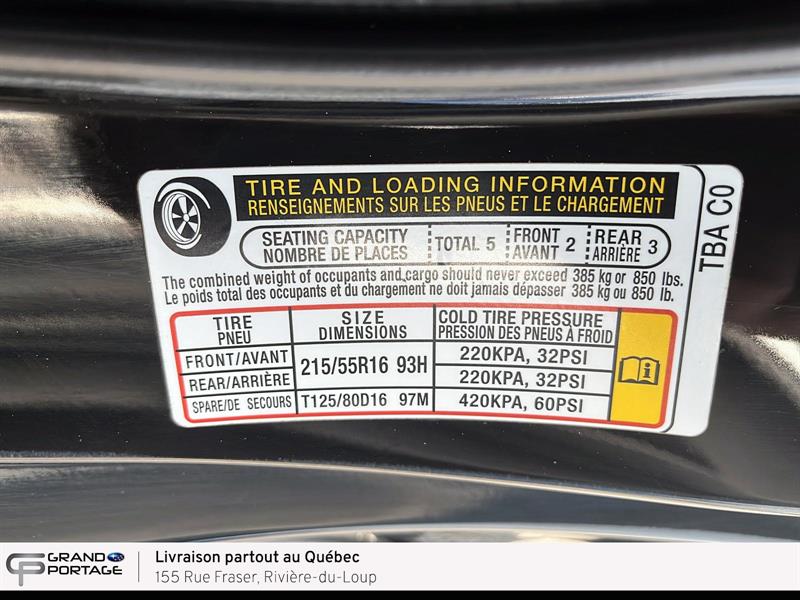 TIRE AND LOADING INFORMATION
RENSEIGNEMENTS SUR LES PNEUS ET LE CHARGEMENT
SEATING CAPACITY
NOMBRE DE PLACES
TOTAL 5
FRONT
AVANT 2
REAR
ARRIÈRE 3
TBA C0
The combined weight of occupants and cargo should never exceed 385 kg or 850 lbs.
Le poids total des occupants et du chargement ne doit jamais dépasser 385 kg ou 850 lb.
TIRE
PNEU
SIZE
DIMENSIONS
COLD TIRE PRESSURE
PRESSION DES PNEUS À FROID
FRONT/AVANT
215/55R16 93H
220KPA, 32PSI
REAR/ARRIÈRE
220KPA, 32PSI
SPARE/DE SECOURS
T125/80D16 97M
420KPA, 60PSI
GRAND
PORTAGE
Livraison partout au Québec
155 Rue Fraser, Rivière-du-Loup